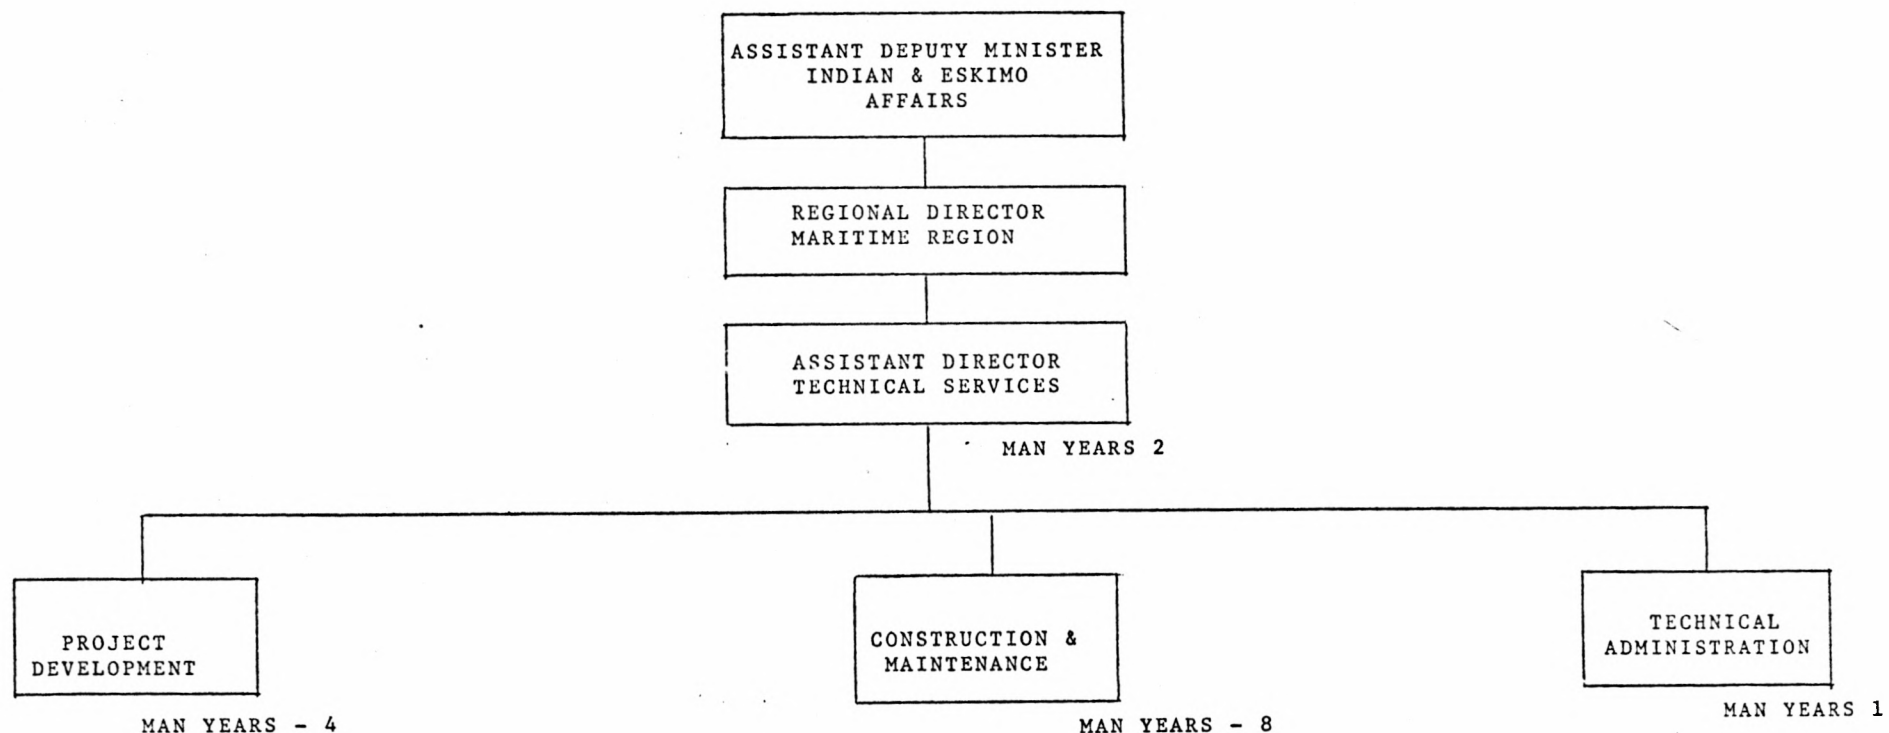 ASSISTANT DEPUTY MINISTER
INDIAN & ESKIMO
AFFAIRS
REGIONAL DIRECTOR
MARITIME REGION
ASSISTANT DIRECTOR
TECHNICAL SERVICES
MAN YEARS 2
PROJECT
DEVELOPMENT
MAN YEARS - 4
CONSTRUCTION &
MAINTENANCE
MAN YEARS - 8
TECHNICAL
ADMINISTRATION
MAN YEARS 1